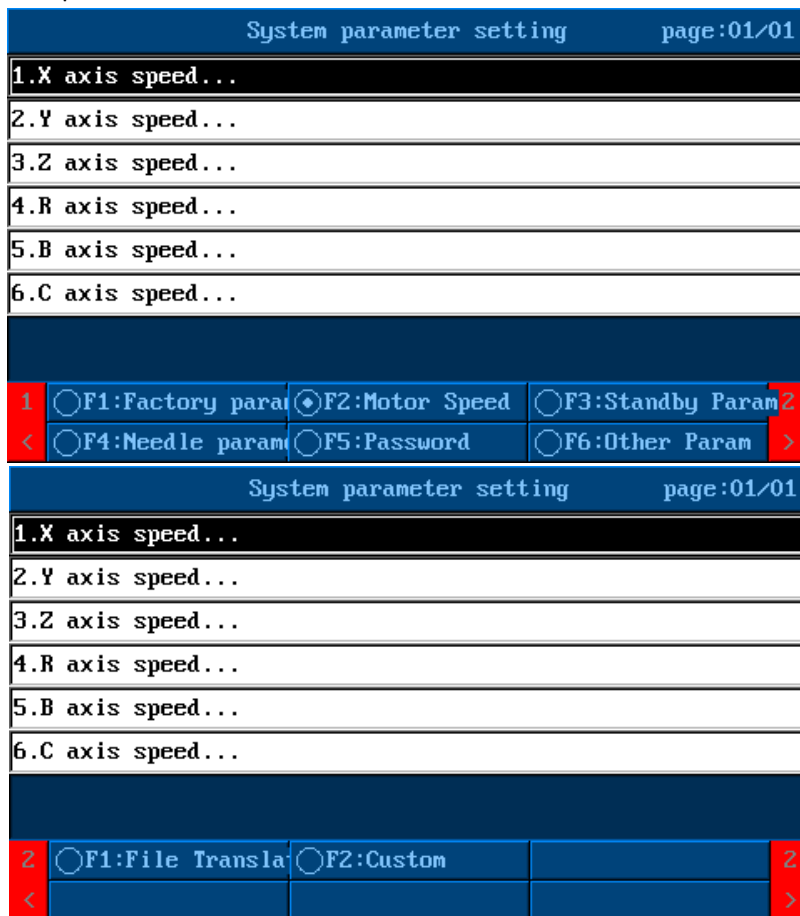 System parameter setting page:01/01
1.X axis speed...
2.Y axis speed...
3.Z axis speed...
4.R axis speed...
5.B axis speed...
6.C axis speed...
1 F1:Factory para F2:Motor Speed F3:Standby Param 2
< F4:Needle param F5:Password F6:Other Param >
System parameter setting page:01/01
1.X axis speed...
2.Y axis speed...
3.Z axis speed...
4.R axis speed...
5.B axis speed...
6.C axis speed...
2 F1:File Transla F2:Custom 2
< >